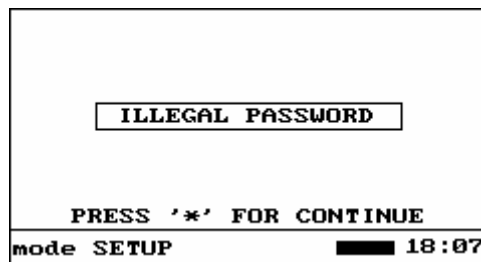 ILLEGAL PASSWORD
PRESS '*' FOR CONTINUE
mode SETUP 18:07